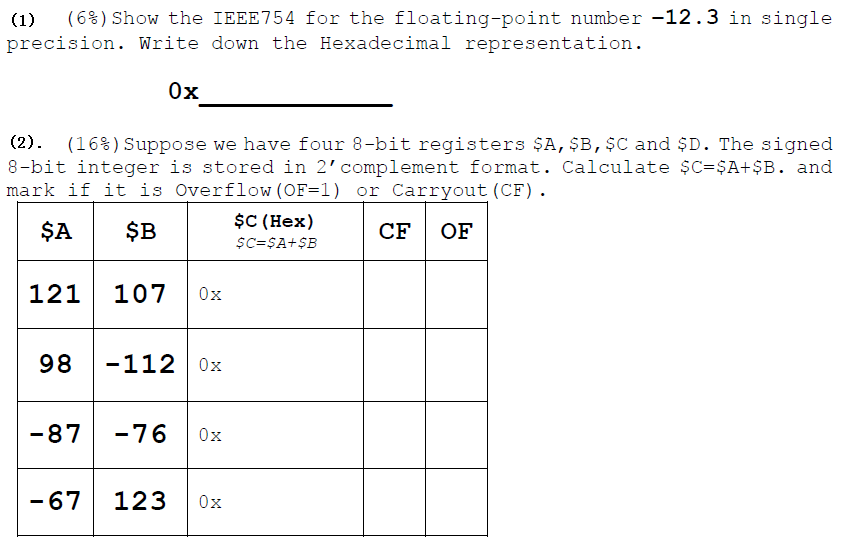 (1) (6%)Show the IEEE754 for the floating-point number -12.3 in single
precision. Write down the Hexadecimal representation.
0x
(2). (16%)Suppose we have four 8-bit registers $A,$B,$C and $D. The signed
8-bit integer is stored in 2'complement format. Calculate $C=$A+$B. and
mark if it is Overflow(OF=1) or Carryout(CF).
$A $B $C(Hex) CF OF
$C=$A+$B
121 107 0x
98 -112 0x
-87 -76 0x
-67 123 0x